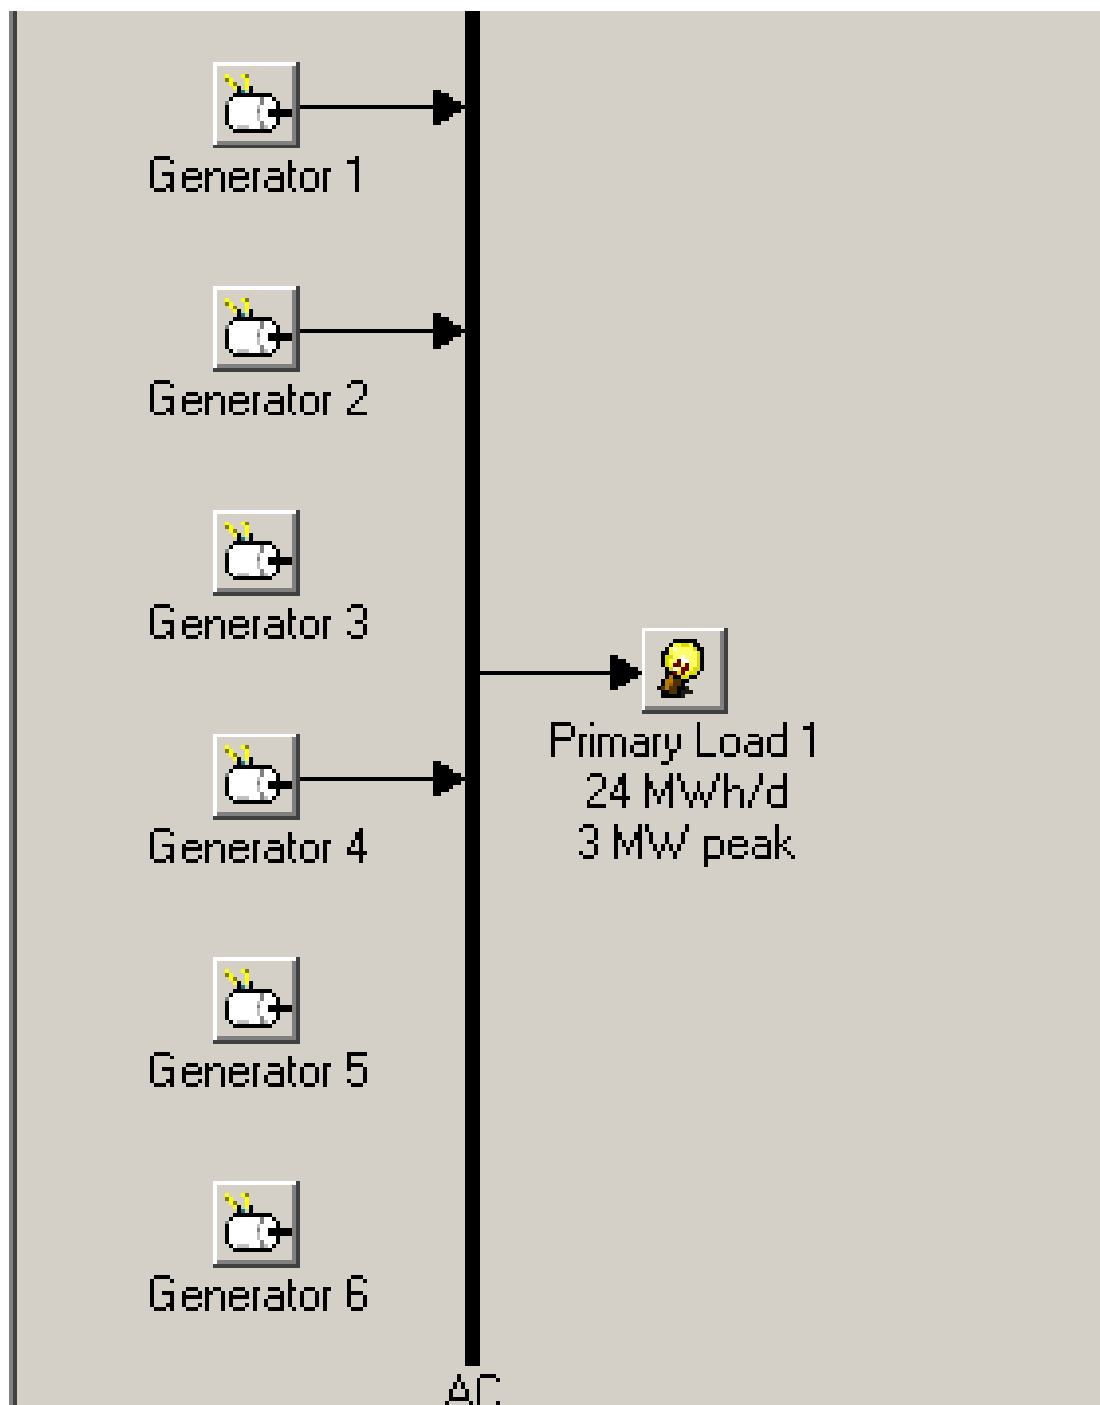 Generator 1
Generator 2
Generator 3
Primary Load 1
24 MWh/d
3 MW peak
Generator 4
Generator 5
Generator 6
AC